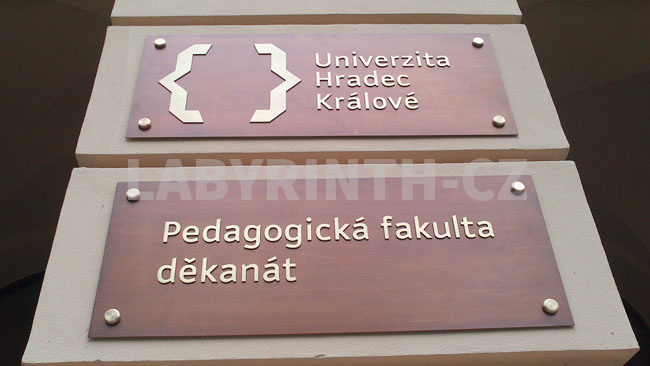 Univerzita
Hradec
Králové
LABYRINTH-CZ
Pedagogická fakulta
děkanát